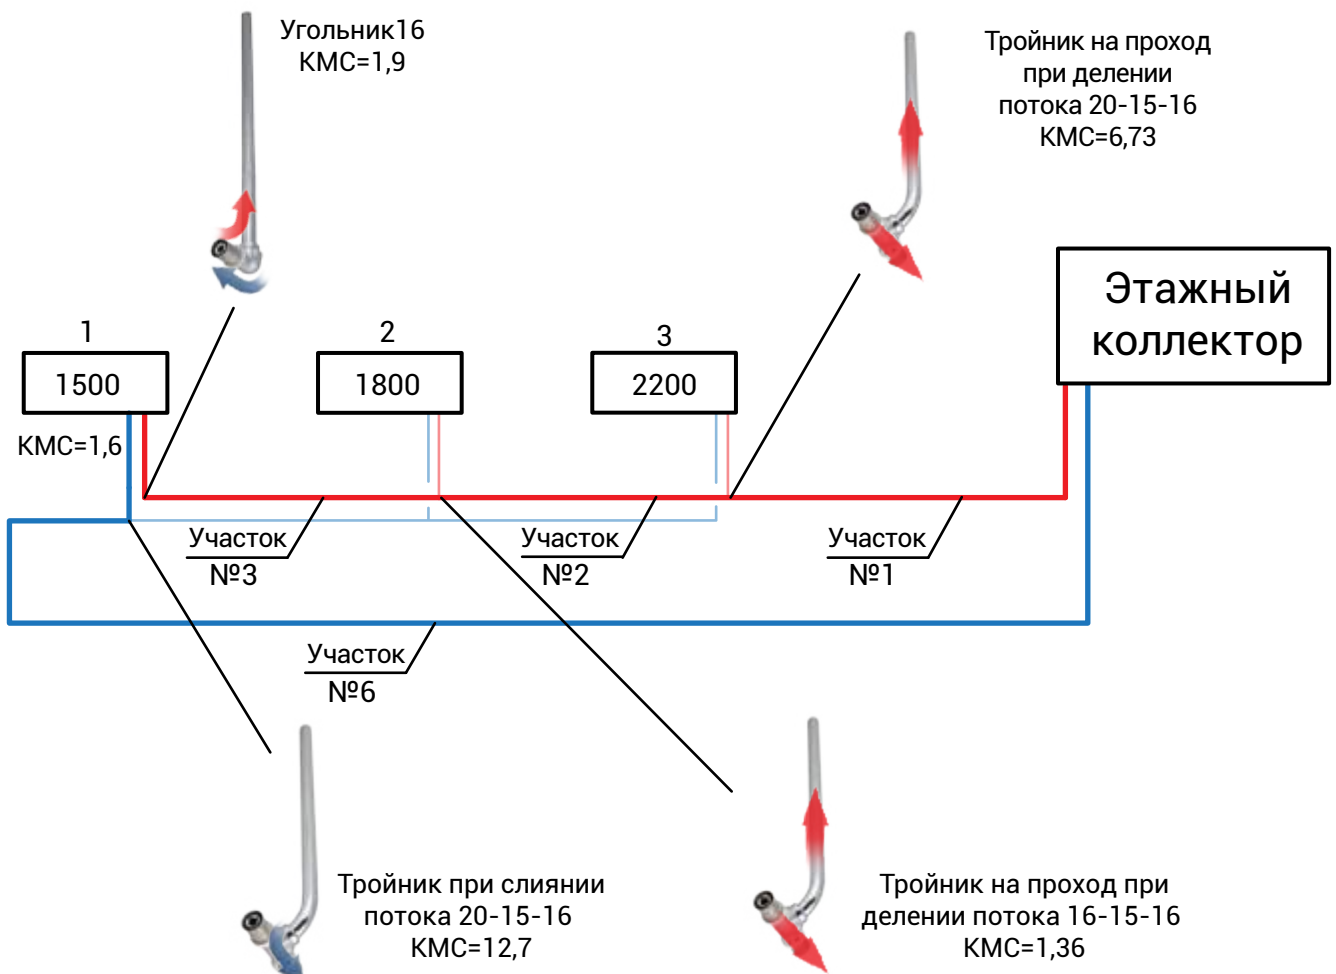 Угольник16
КМС=1,9
Тройник на проход
при делении
потока 20-15-16
КМС=6,73
Этажный
коллектор
1
2
3
1500
1800
2200
КМС=1,6
Участок
№3
Участок
№2
Участок
№1
Участок
№6
Тройник при слиянии
потока 20-15-16
КМС=12,7
Тройник на проход при
делении потока 16-15-16
КМС=1,36